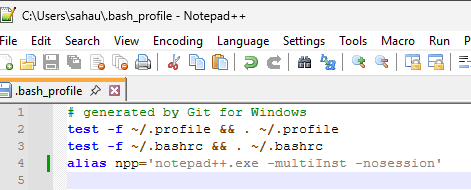 C:\Users\sahau\.bash_profile - Notepad++
File Edit Search View Encoding Language Settings Tools Macro Run P
.bash_profile
1 # generated by Git for Windows
2 test -f ~/.profile && . ~/.profile
3 test -f ~/.bashrc && . ~/.bashrc
4 alias npp='notepad++.exe -multiInst -nosession'
5